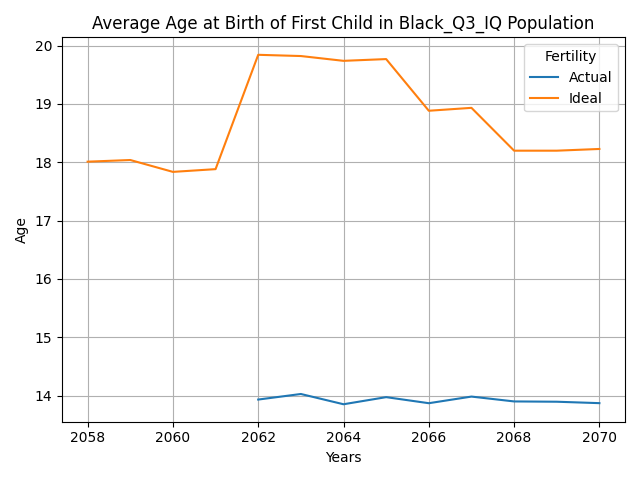 Average Age at Birth of First Child in Black_Q3_IQ Population
20
19
18
17
16
15
14
Age
Fertility
Actual
Ideal
2058 2060 2062 2064 2066 2068 2070
Years